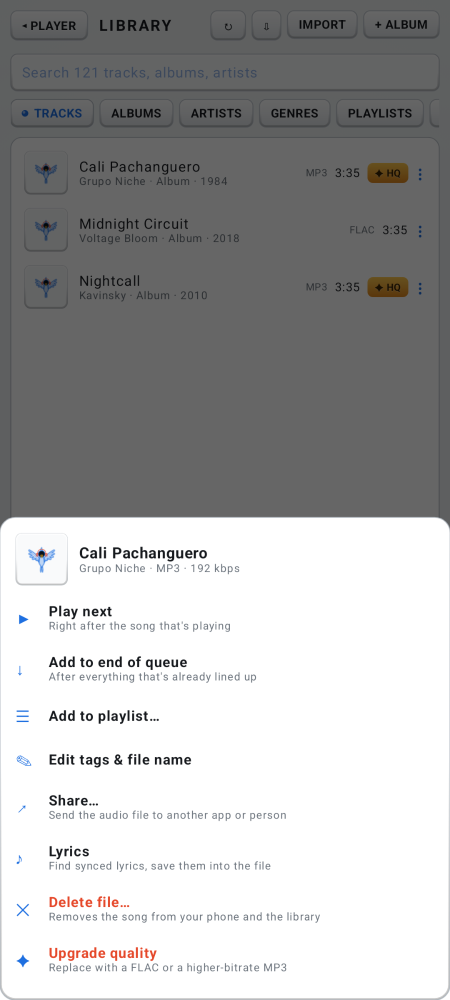 ◂ PLAYER
LIBRARY
↻
⇩
IMPORT
+ ALBUM
Search 121 tracks, albums, artists
TRACKS
ALBUMS
ARTISTS
GENRES
PLAYLISTS
Cali Pachanguero
Grupo Niche · Album · 1984
MP3 3:35 ✦ HQ
Midnight Circuit
Voltage Bloom · Album · 2018
FLAC 3:35
Nightcall
Kavinsky · Album · 2010
MP3 3:35 ✦ HQ
Cali Pachanguero
Grupo Niche · MP3 · 192 kbps
Play next
Right after the song that's playing
Add to end of queue
After everything that's already lined up
Add to playlist…
Edit tags & file name
Share…
Send the audio file to another app or person
Lyrics
Find synced lyrics, save them into the file
Delete file…
Removes the song from your phone and the library
Upgrade quality
Replace with a FLAC or a higher-bitrate MP3